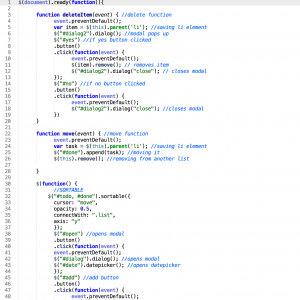 1 $(document).ready(function(){
2
3 function deleteItem(event) { //delete function
4 event.preventDefault();
5 var item = $(this).parent('li'); //saving li element
6 $("#dialog2").dialog(); //modal pops up
7 $("#yes") //if yes button clicked
8 .button()
9 .click(function(event) {
10 event.preventDefault();
11 $(item).remove(); // removes item
12 $("#dialog2").dialog("close"); // closes modal
13 });
14 $("#no") //if no button clicked
15 .button()
16 .click(function(event) {
17 event.preventDefault();
18 $("#dialog2").dialog("close"); //closes modal
19 })
20 }
21
22 function move(event) { //move function
23 event.preventDefault();
24 var task = $(this).parent('li'); //saving li element
25 $("#done").append(task); //moving it
26 $(this).remove(); //removing from another list
27
28 }
29
30 $(function() {
31 //SORTABLE
32 $("#todo, #done").sortable({
33 cursor: "move",
34 opacity: 0.5,
35 connectWith: ".list",
36 axis: "y"
37 });
38 $("#open") //opens modal
39 .button()
40 .click(function(event) {
41 event.preventDefault();
42 $("#dialog").dialog(); //opens modal
43 $("#date").datepicker(); //opens datepicker
44 });
45 $("#add") //add button
46 .button()
47 .click(function(event) {
48 event.preventDefault();